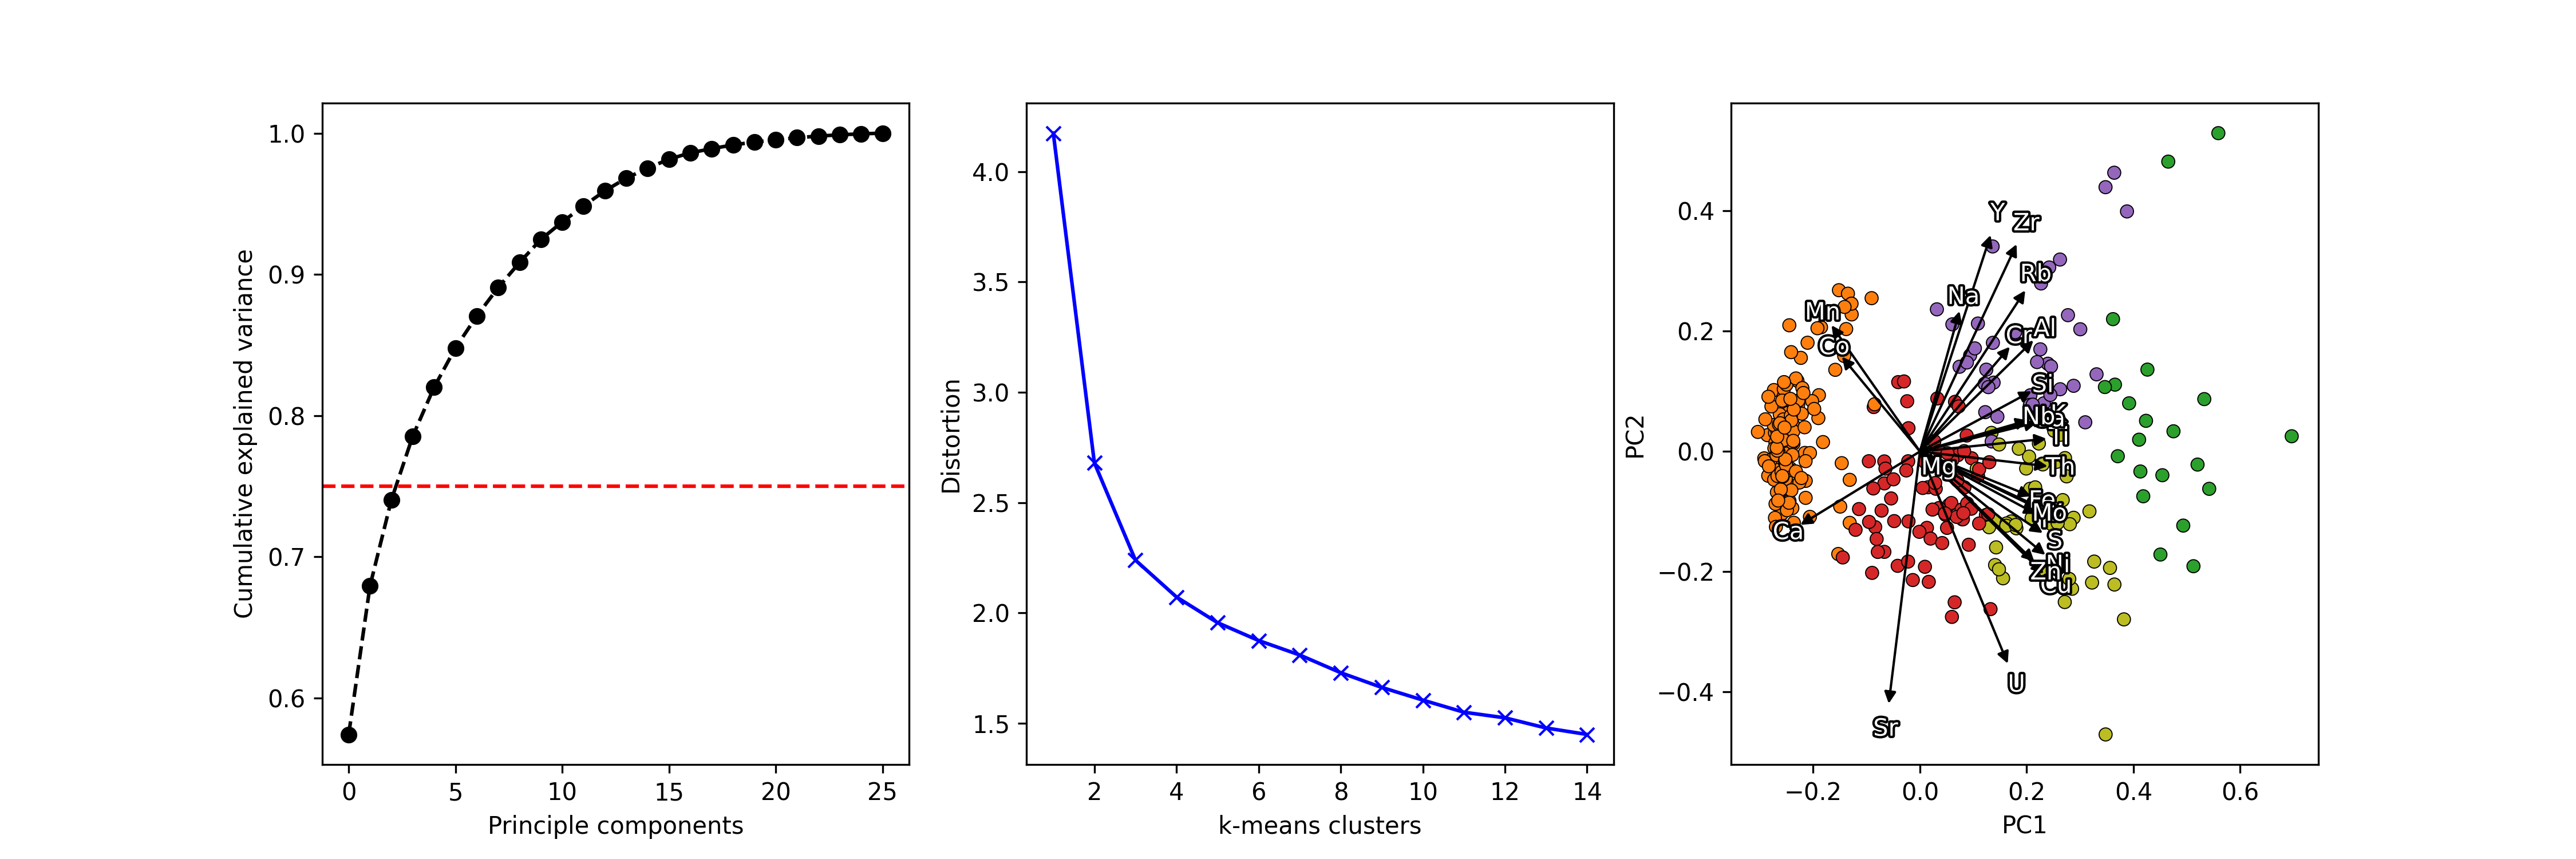 1.0
0.9
0.8
0.7
0.6
Cumulative explained variance
0 5 10 15 20 25
Principle components
4.0
3.5
3.0
2.5
2.0
1.5
Distortion
2 4 6 8 10 12 14
k-means clusters
0.4
0.2
0.0
−0.2
−0.4
PC2
Y
Zr
Rb
Na
Mn
Cr
Al
Co
Si
Nb
K
Ti
Th
Mg
Fe
Mo
S
Ca
Ni
Zn
Cu
U
Sr
−0.2 0.0 0.2 0.4 0.6
PC1